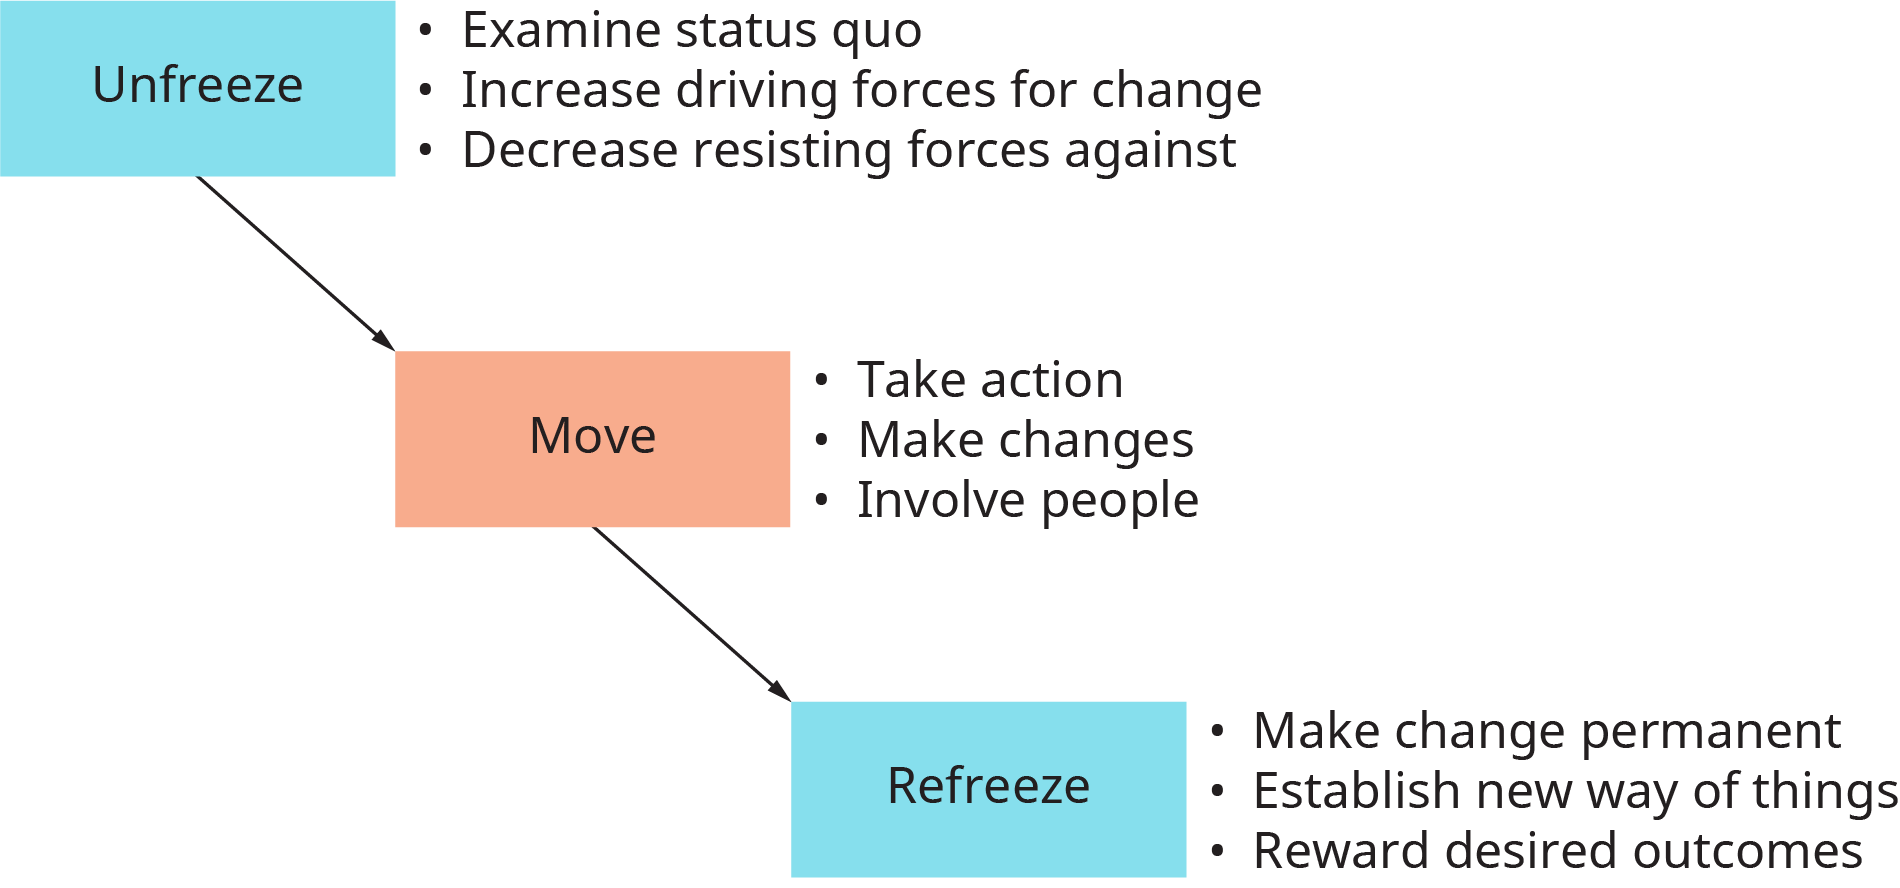 Unfreeze
• Examine status quo
• Increase driving forces for change
• Decrease resisting forces against
Move
• Take action
• Make changes
• Involve people
Refreeze
• Make change permanent
• Establish new way of things
• Reward desired outcomes